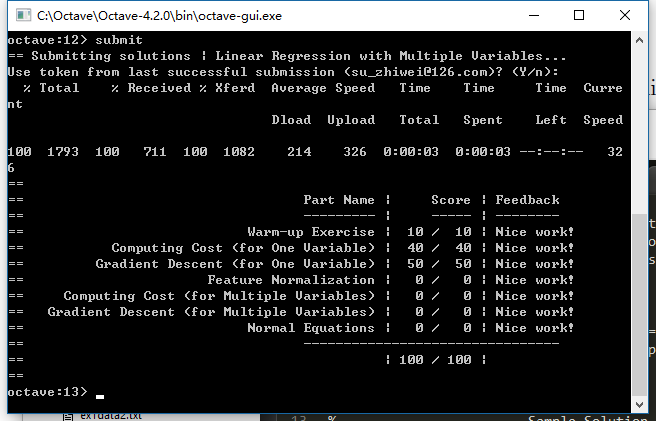 C:\Octave\Octave-4.2.0\bin\octave-gui.exe
octave:12> submit
== Submitting solutions ¦ Linear Regression with Multiple Variables...
Use token from last successful submission (su_zhiwei@126.com)? (Y/n):
% Total % Received % Xferd Average Speed Time Time Time Curre
nt
Dload Upload Total Spent Left Speed
100 1793 100 711 100 1082 214 326 0:00:03 0:00:03 --:--:-- 32
6
==
== Part Name ¦ Score ¦ Feedback
== --------- ¦ ----- ¦ --------
== Warm-up Exercise ¦ 10 / 10 ¦ Nice work!
== Computing Cost (for One Variable) ¦ 40 / 40 ¦ Nice work!
== Gradient Descent (for One Variable) ¦ 50 / 50 ¦ Nice work!
== Feature Normalization ¦ 0 / 0 ¦ Nice work!
== Computing Cost (for Multiple Variables) ¦ 0 / 0 ¦ Nice work!
== Gradient Descent (for Multiple Variables) ¦ 0 / 0 ¦ Nice work!
== Normal Equations ¦ 0 / 0 ¦ Nice work!
== --------------------------------
== ¦ 100 / 100 ¦
==
octave:13>
ex1data2.txt
13 % Sample Solution